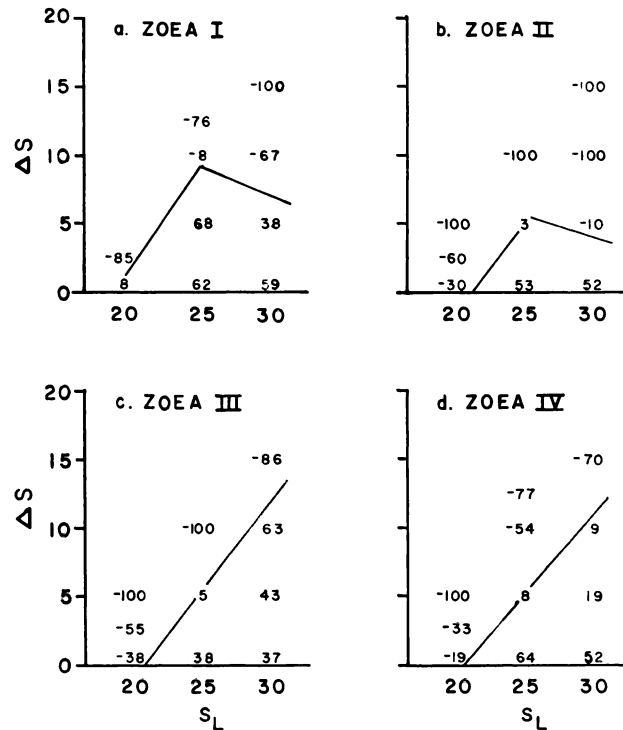 a. ZOEA I
b. ZOEA II
20
15
10
5
0
ΔS
-100
-76
-8 -67
68 38
-85
8 62 59
20 25 30
-100
-100 -100
-100 3 -10
-60
-30 53 52
20 25 30
c. ZOEA III
d. ZOEA IV
20
15
10
5
0
ΔS
-86
-100 63
-100 5 43
-55
-38 38 37
20 25 30
SL
-70
-77
-54 9
-100 8 19
-33
-19 64 52
20 25 30
SL